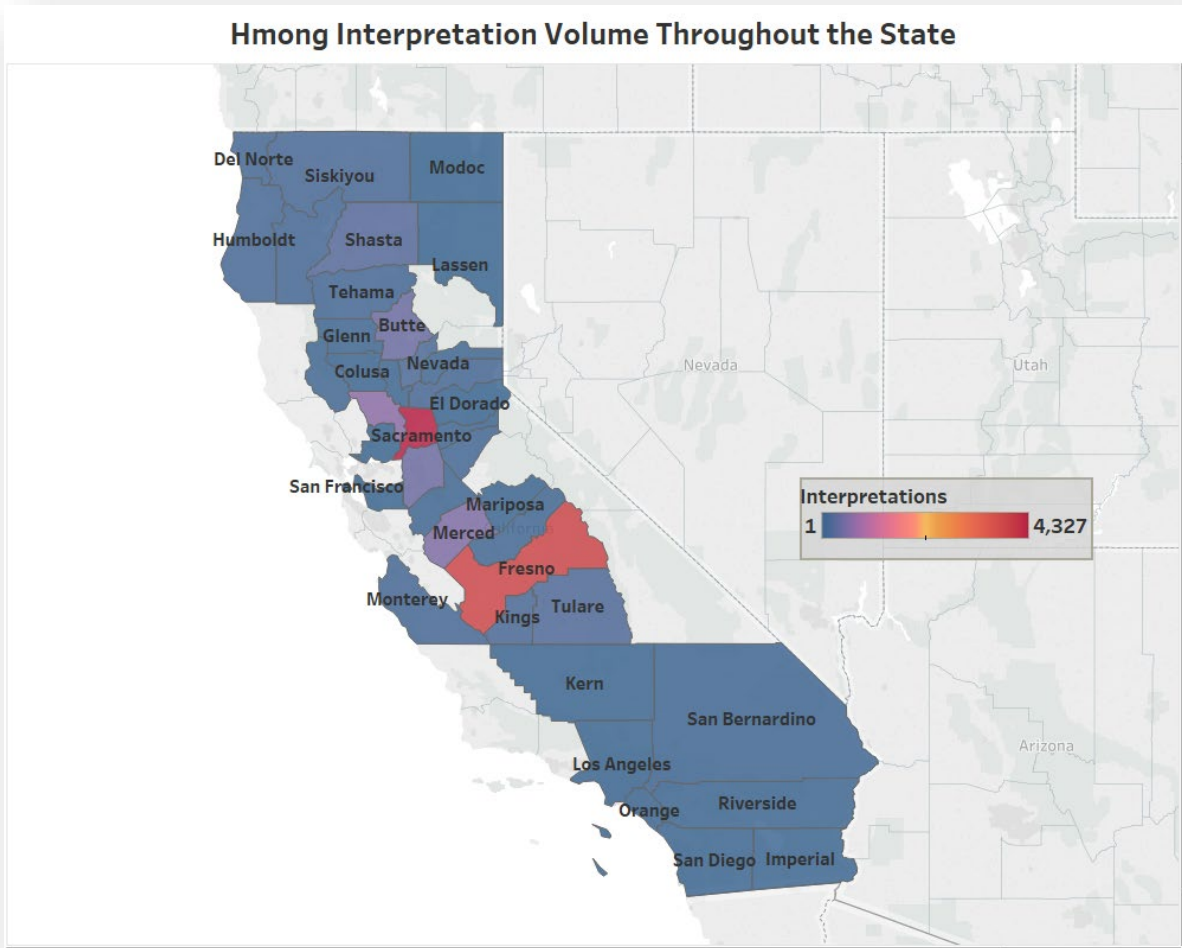 Hmong Interpretation Volume Throughout the State
Del Norte
Siskiyou
Modoc
Humboldt
Shasta
Lassen
Tehama
Butte
Glenn
Nevada
Colusa
Nevada
Utah
El Dorado
Sacramento
San Francisco
Mariposa
Interpretations
Merced
California
1
4,327
Fresno
Monterey
Kings
Tulare
Kern
San Bernardino
Arizona
Los Angeles
Orange
Riverside
San Diego
Imperial